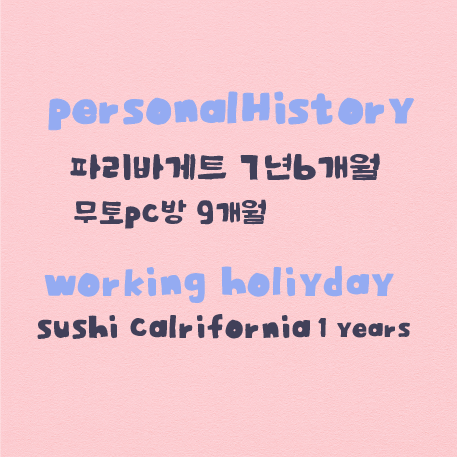 personalHistory
파리바게트 7년6개월
무토pc방 9개월
working holiyday
sushi Calrifornia 1 Years